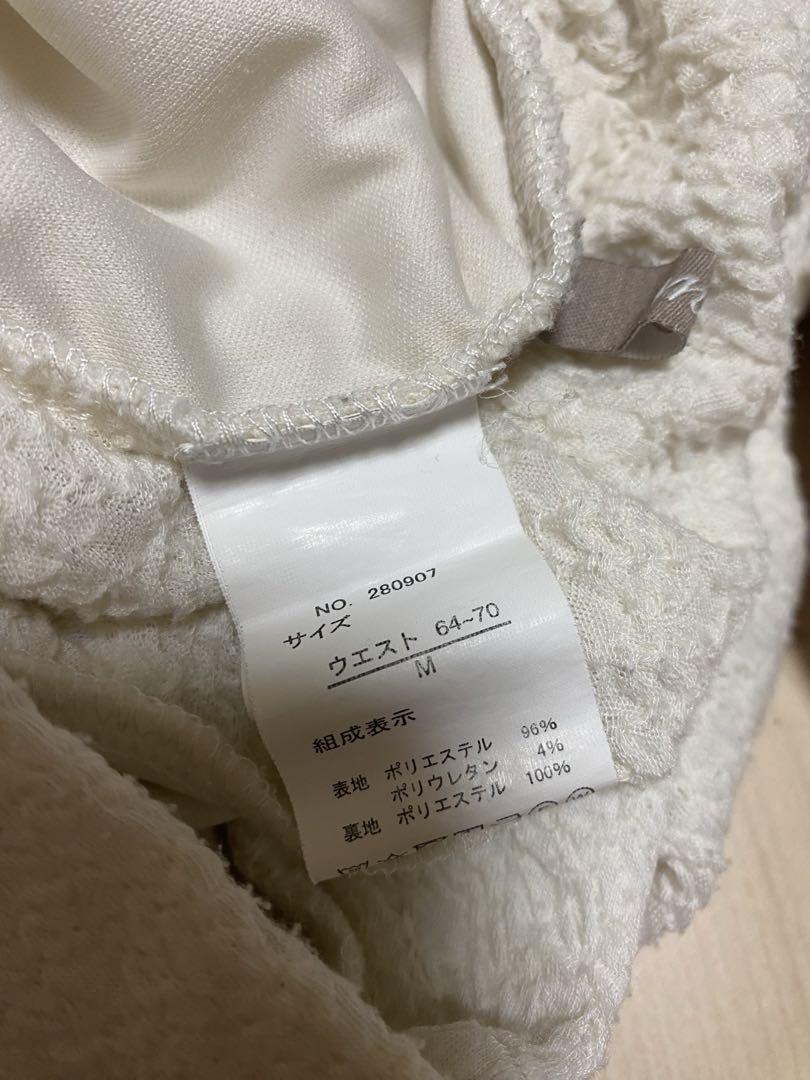 NO. 280907
サイズ
ウエスト 64~70
M
組成表示
表地 ポリエステル 96%
ポリウレタン 4%
裏地 ポリエステル 100%